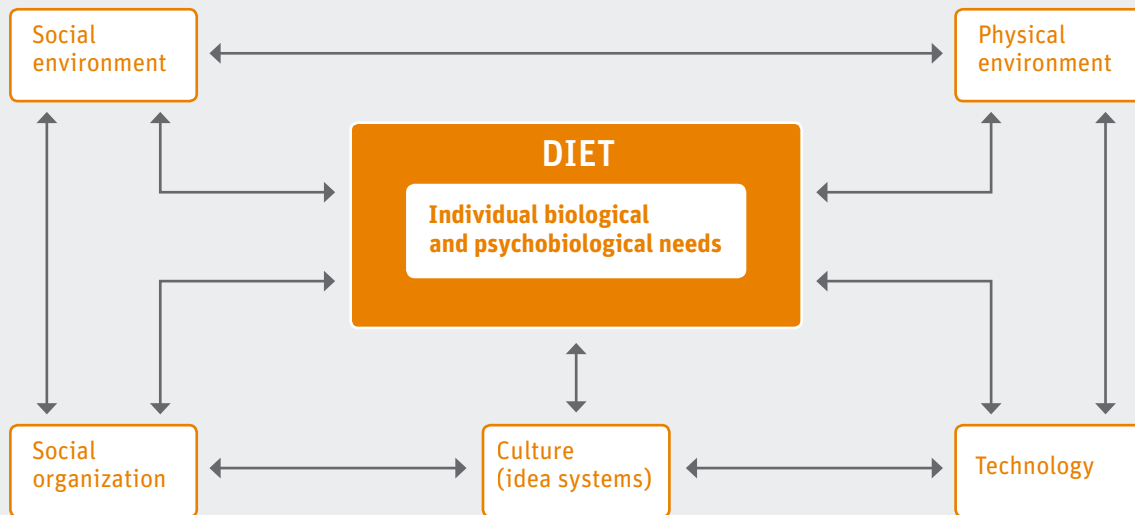 Social
environment
Physical
environment
DIET
Individual biological
and psychobiological needs
Social
organization
Culture
(idea systems)
Technology